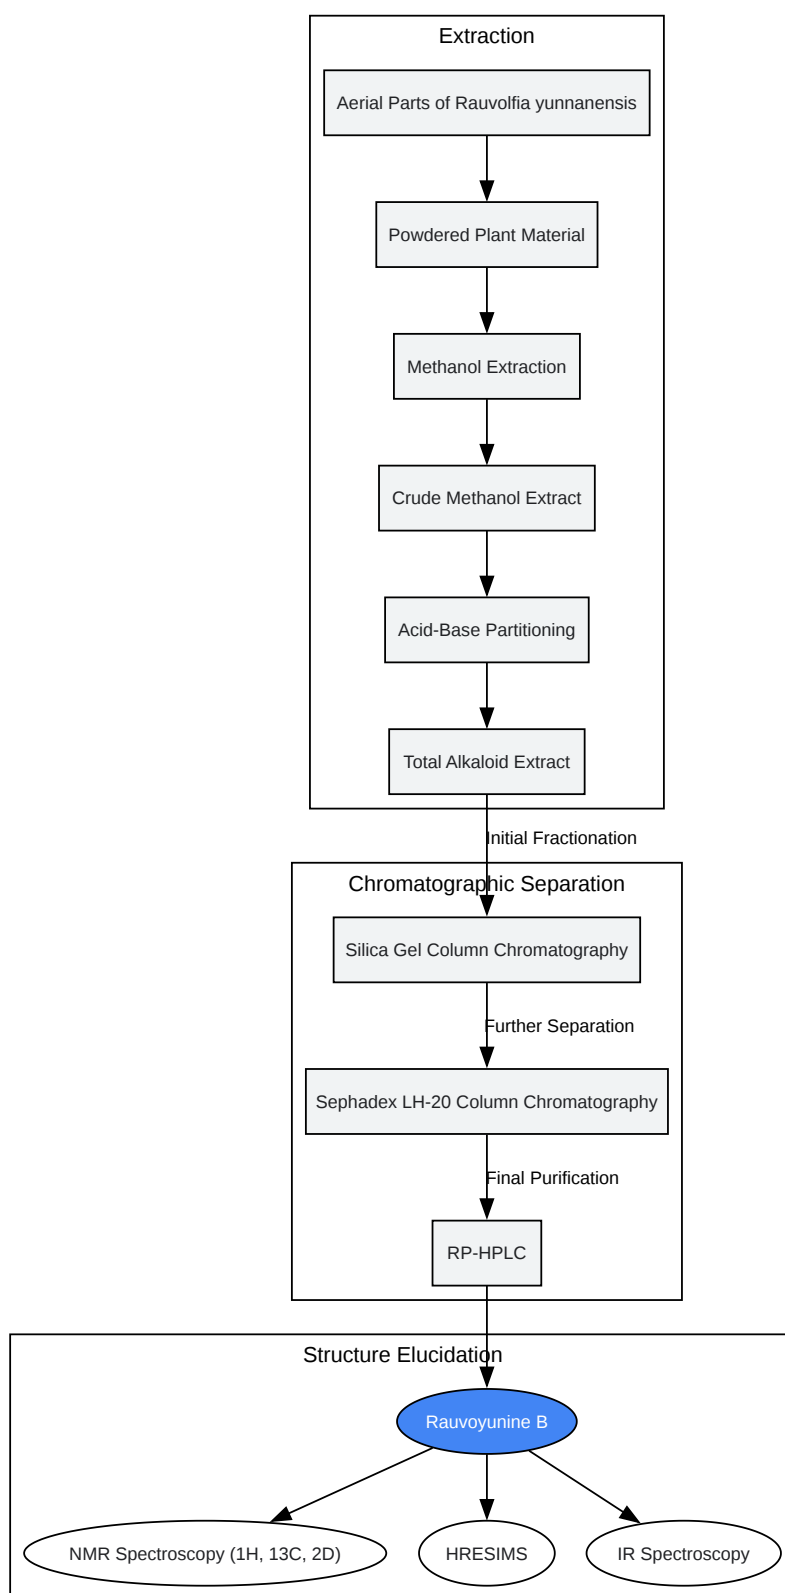 Extraction
Aerial Parts of Rauvolfia yunnanensis
Powdered Plant Material
Methanol Extraction
Crude Methanol Extract
Acid-Base Partitioning
Total Alkaloid Extract
Initial Fractionation
Chromatographic Separation
Silica Gel Column Chromatography
Further Separation
Sephadex LH-20 Column Chromatography
Final Purification
RP-HPLC
Structure Elucidation
Rauvoyunine B
NMR Spectroscopy (1H, 13C, 2D)
HRESIMS
IR Spectroscopy